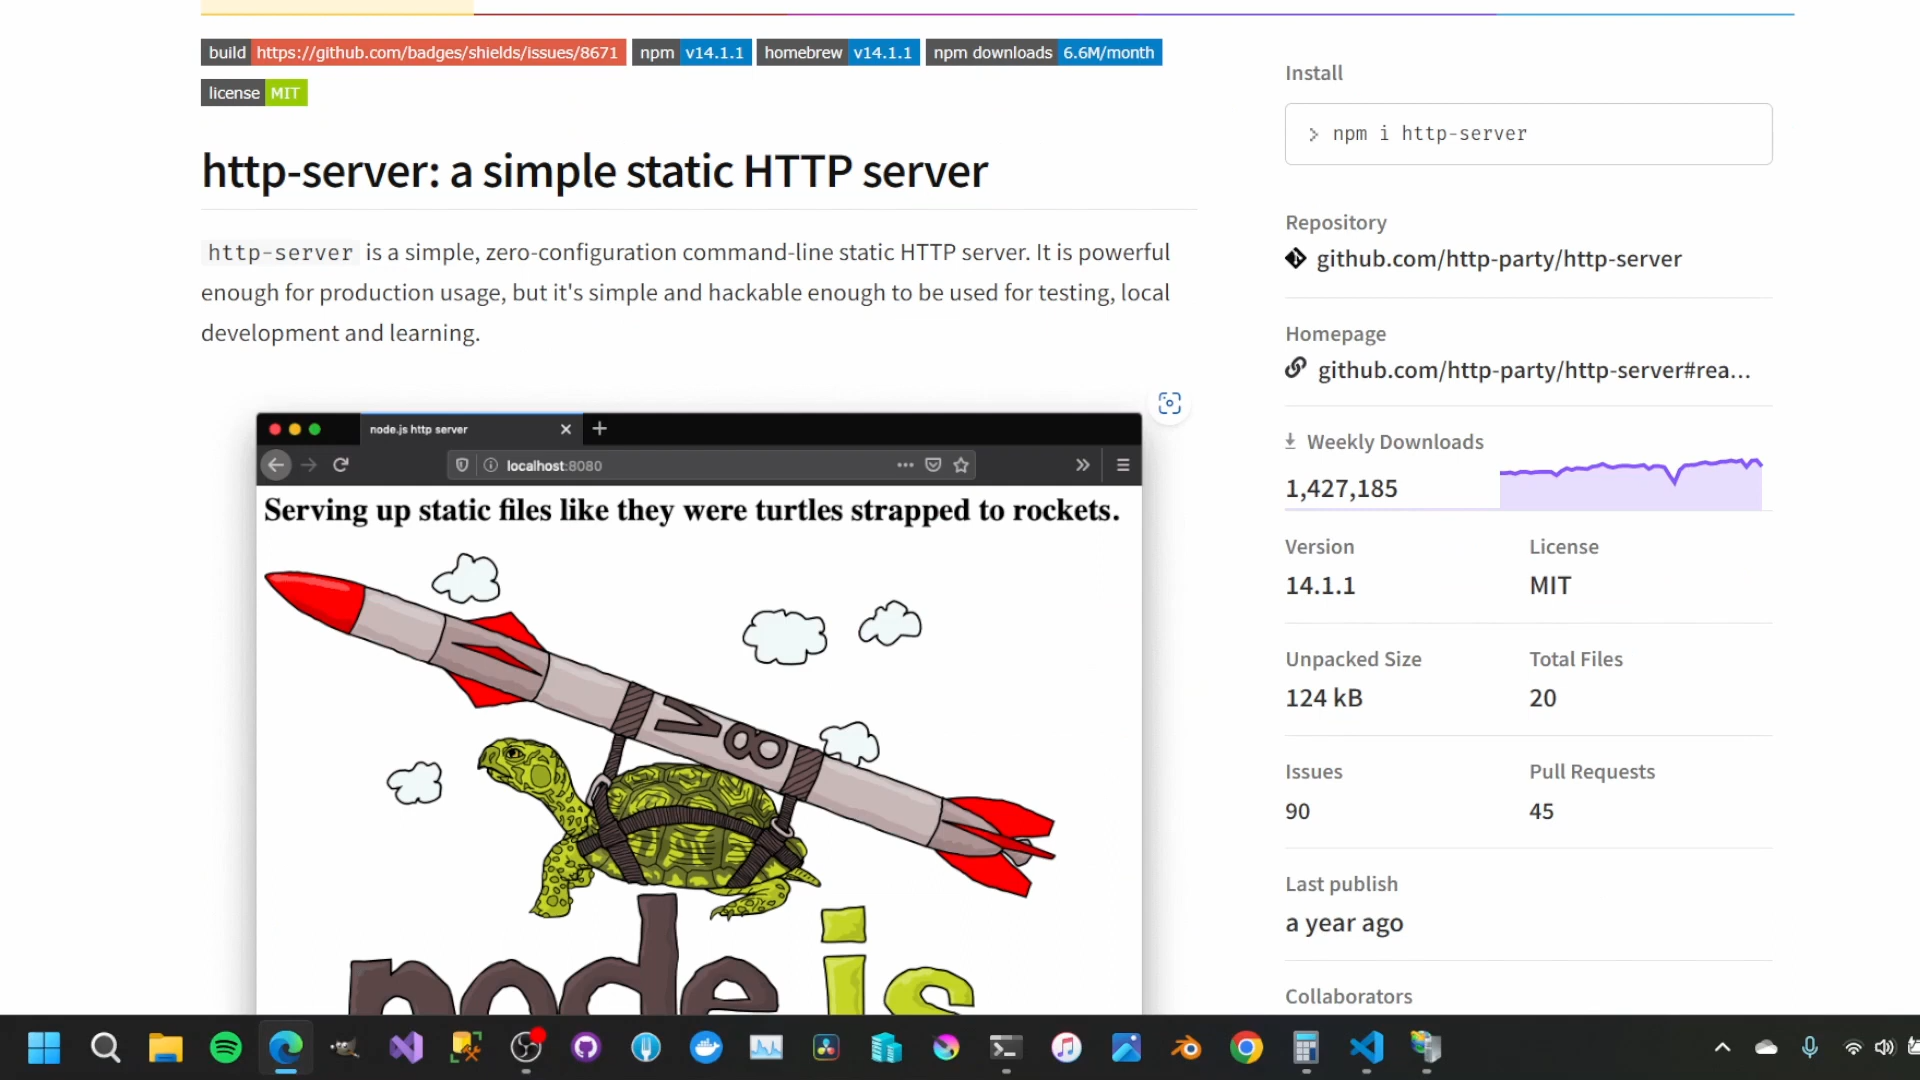 build https://github.com/badges/shields/issues/8671 npm v14.1.1 homebrew v14.1.1 npm downloads 6.6M/month
license MIT
http-server: a simple static HTTP server
http-server is a simple, zero-configuration command-line static HTTP server. It is powerful
enough for production usage, but it's simple and hackable enough to be used for testing, local
development and learning.
node.js http server
localhost:8080
Serving up static files like they were turtles strapped to rockets.
V8
node
js
Install
> npm i http-server
Repository
github.com/http-party/http-server
Homepage
github.com/http-party/http-server#rea...
Weekly Downloads
1,427,185
Version License
14.1.1 MIT
Unpacked Size Total Files
124 kB 20
Issues Pull Requests
90 45
Last publish
a year ago
Collaborators